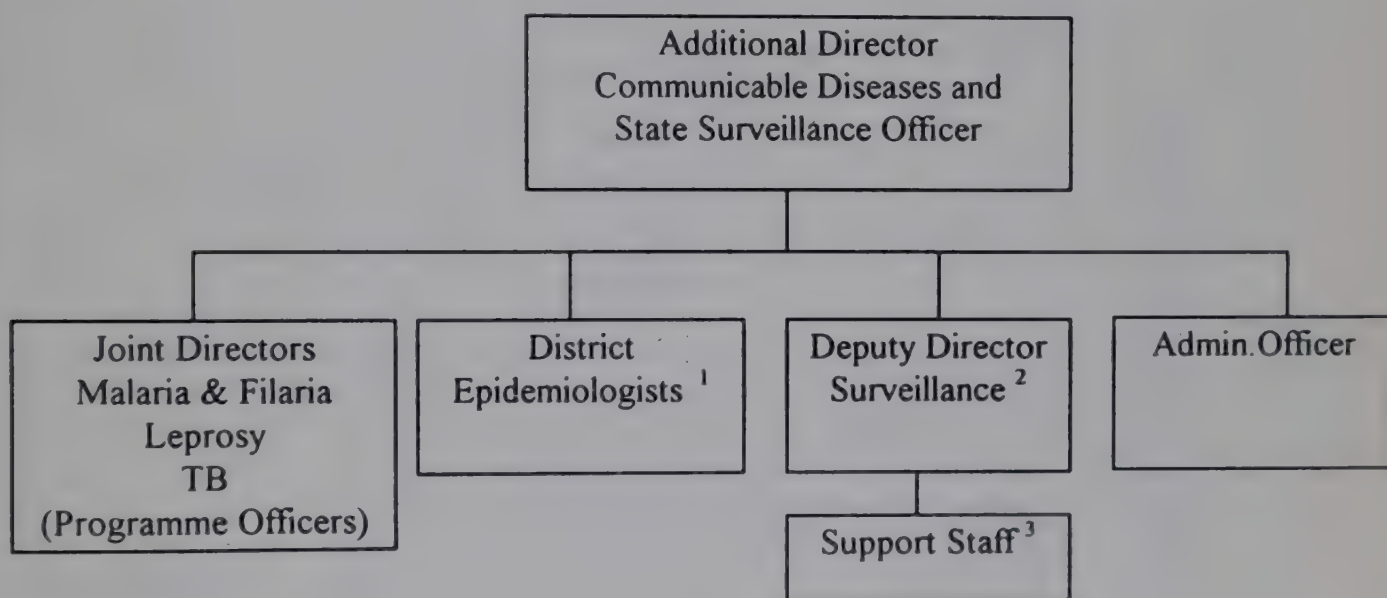 Additional Director
Communicable Diseases and
State Surveillance Officer
Joint Directors
Malaria & Filaria
Leprosy
TB
(Programme Officers)
District
Epidemiologists 1
Deputy Director
Surveillance 2
Admin.Officer
Support Staff 3